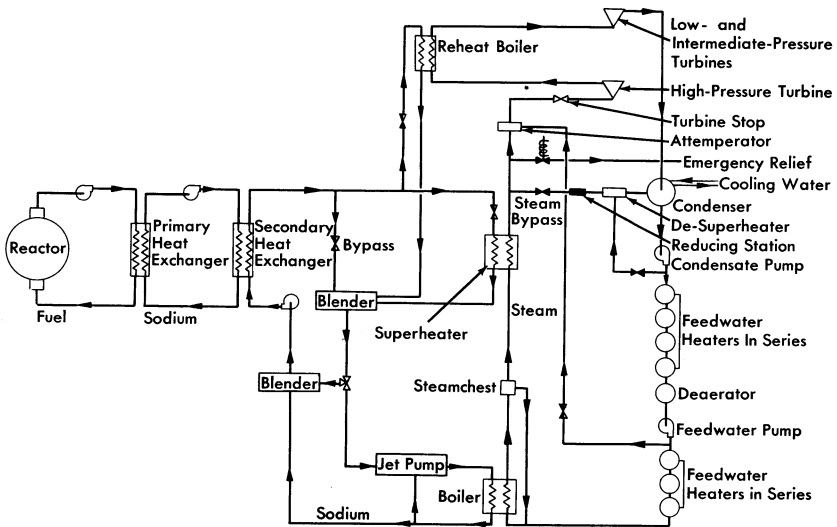 Reheat Boiler
Low- and
Intermediate-Pressure
Turbines
High-Pressure Turbine
Turbine Stop
Attemperator
Emergency Relief
Cooling Water
Condenser
De-Superheater
Reducing Station
Condensate Pump
Steam
Bypass
Reactor
Primary
Heat
Exchanger
Secondary
Heat
Exchanger
Bypass
Fuel
Sodium
Blender
Superheater
Steam
Feedwater
Heaters In Series
Blender
Steamchest
Deaerator
Feedwater Pump
Jet Pump
Boiler
Sodium
Feedwater
Heaters in Series